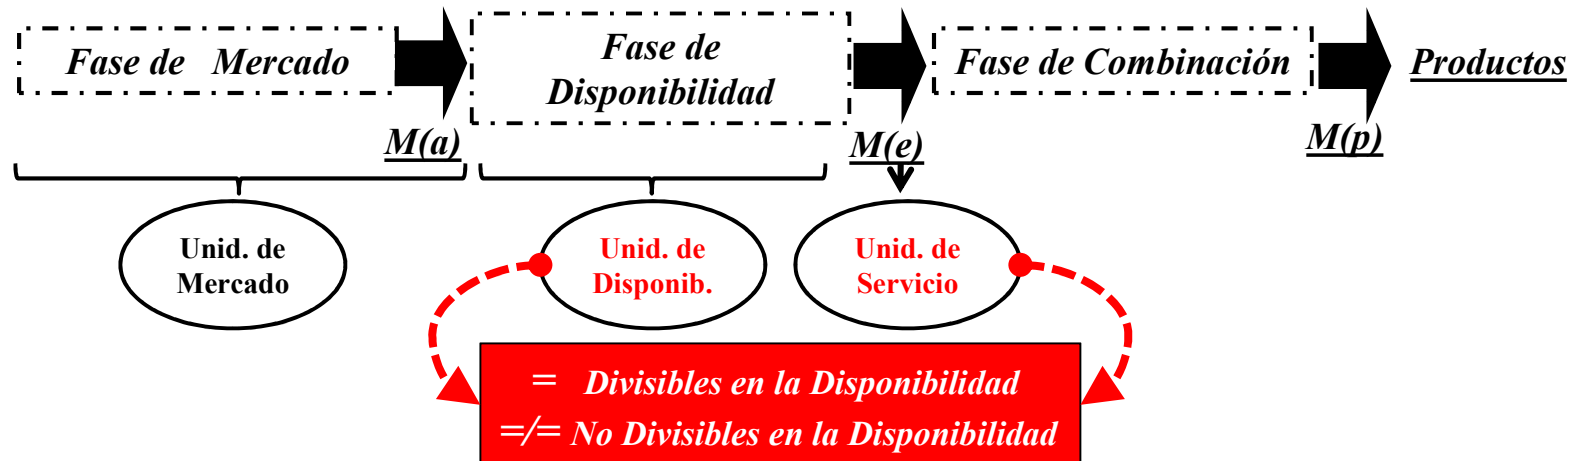 Fase de Mercado
Fase de
Disponibilidad
Fase de Combinación
Productos
M(a)
M(e)
M(p)
Unid. de
Mercado
Unid. de
Disponib.
Unid. de
Servicio
= Divisibles en la Disponibilidad
=/= No Divisibles en la Disponibilidad